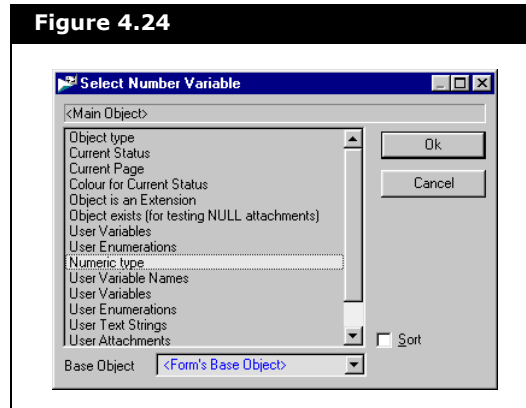 Figure 4.24
Select Number Variable
<Main Object>
Object type
Current Status
Current Page
Colour for Current Status
Object is an Extension
Object exists (for testing NULL attachments)
User Variables
User Enumerations
Numeric type
User Variable Names
User Variables
User Enumerations
User Text Strings
User Attachments
Ok
Cancel
Sort
Base Object <Form's Base Object>